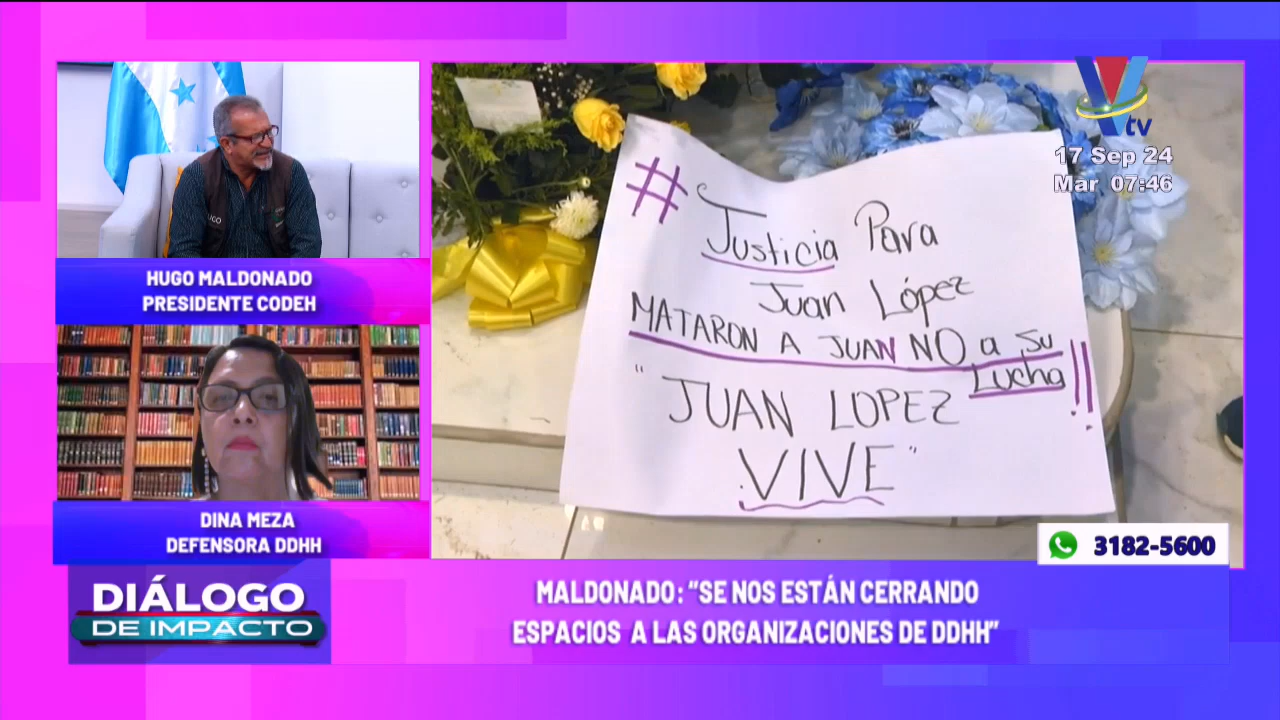 Vtv
17 Sep 24
Mar 07:46
HUGO MALDONADO
PRESIDENTE CODEH
DINA MEZA
DEFENSORA DDHH
#Justicia Para
Juan López
MATARON A JUAN NO a Su
Lucha!!
"JUAN LOPEZ
VIVE"
3182-5600
DIÁLOGO
DE IMPACTO
MALDONADO: “SE NOS ESTÁN CERRANDO
ESPACIOS A LAS ORGANIZACIONES DE DDHH”